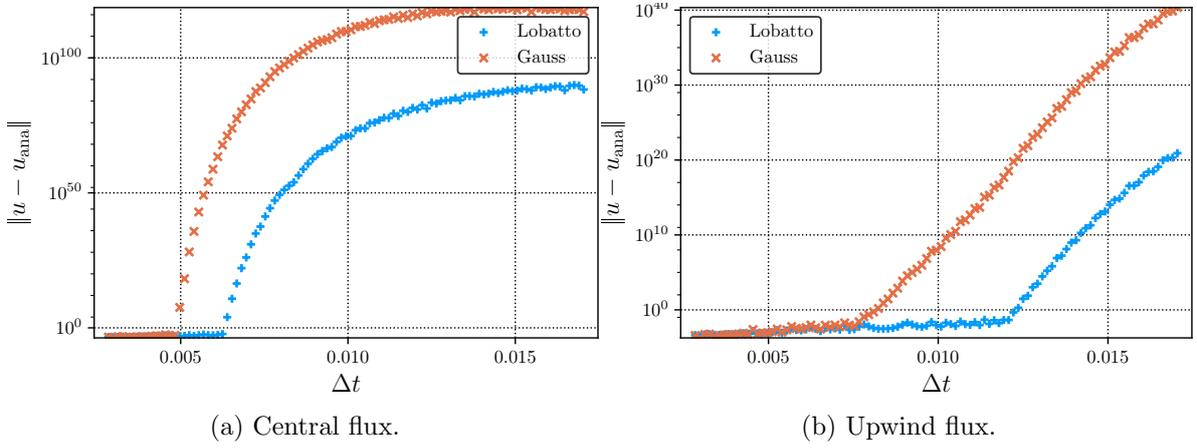 10^100
10^50
10^0
‖u − u_ana‖
0.005 0.010 0.015
Δt
Lobatto
Gauss
(a) Central flux.
10^40
10^30
10^20
10^10
10^0
‖u − u_ana‖
0.005 0.010 0.015
Δt
Lobatto
Gauss
(b) Upwind flux.